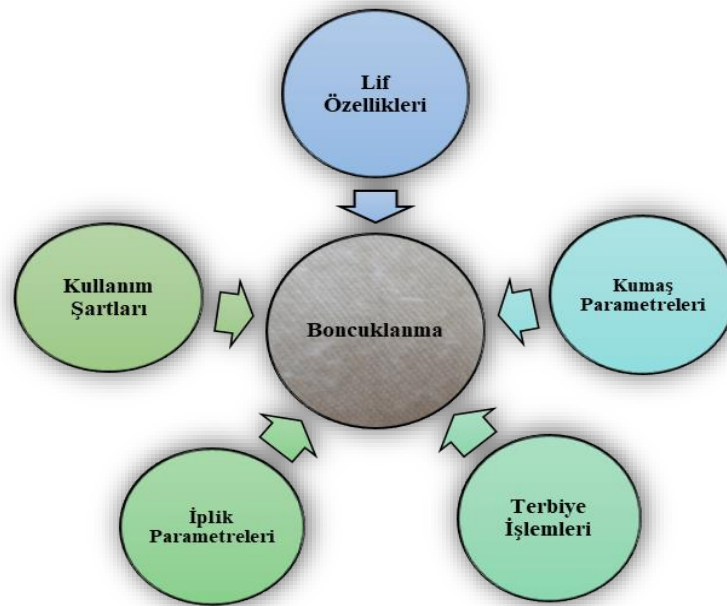 Lif
Özellikleri
Kullanım
Şartları
Boncuklanma
Kumaş
Parametreleri
İplik
Parametreleri
Terbiye
İşlemleri